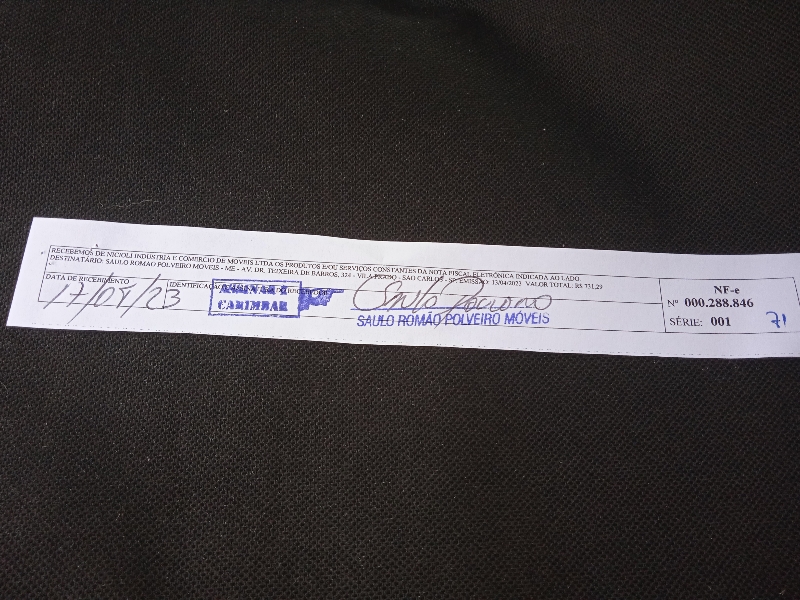 RECEBEMOS DE NICIOLI INDUSTRIA E COMERCIO DE MOVEIS LTDA OS PRODUTOS E/OU SERVIÇOS CONSTANTES DA NOTA FISCAL ELETRÔNICA INDICADA AO LADO
DESTINATÁRIO: SAULO ROMAO POLVEIRO MOVEIS - ME - AV. DR. TEIXEIRA DE BARROS, 324 - VILA PRADO - SAO CARLOS - SP. EMISSÃO: 13/04/2023 VALOR TOTAL: R$ 731,29
DATA DE RECEBIMENTO
17/04/23
IDENTIFICAÇÃO
ASSINAR E
CARIMBAR
SAULO ROMÃO POLVEIRO MÓVEIS
NF-e
Nº 000.288.846
SÉRIE: 001
71